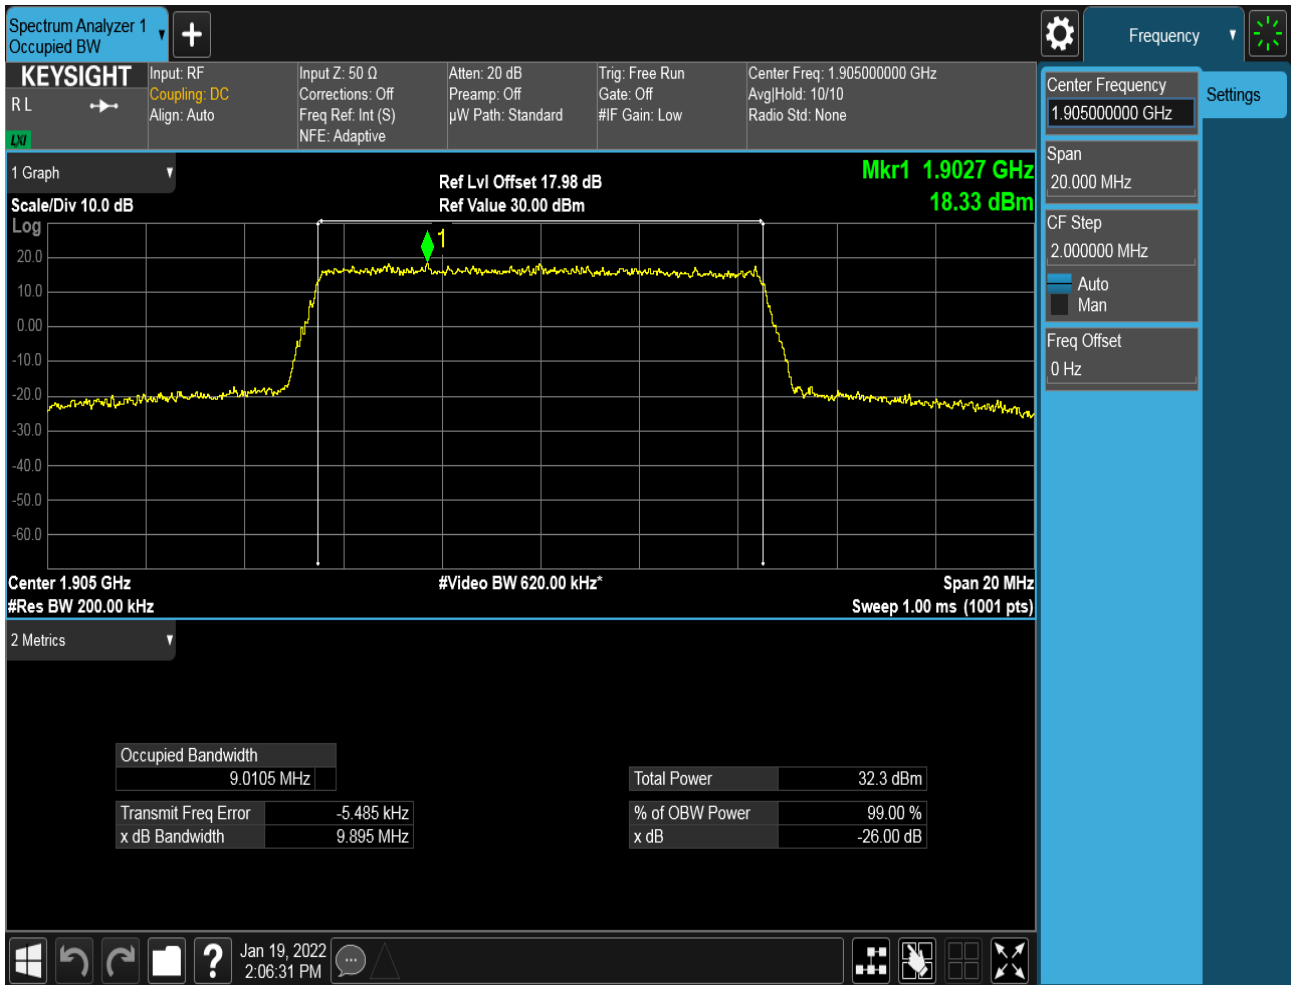 Spectrum Analyzer 1
Occupied BW
Frequency
KEYSIGHT
R L
LXI
Input: RF
Coupling: DC
Align: Auto
Input Z: 50 Ω
Corrections: Off
Freq Ref: Int (S)
NFE: Adaptive
Atten: 20 dB
Preamp: Off
µW Path: Standard
Trig: Free Run
Gate: Off
#IF Gain: Low
Center Freq: 1.905000000 GHz
Avg|Hold: 10/10
Radio Std: None
Center Frequency
1.905000000 GHz
Settings
Span
20.000 MHz
CF Step
2.000000 MHz
Auto
Man
Freq Offset
0 Hz
1 Graph
Scale/Div 10.0 dB
Ref Lvl Offset 17.98 dB
Ref Value 30.00 dBm
Mkr1 1.9027 GHz
18.33 dBm
Log
1
20.0
10.0
0.00
-10.0
-20.0
-30.0
-40.0
-50.0
-60.0
Center 1.905 GHz
#Video BW 620.00 kHz*
Span 20 MHz
#Res BW 200.00 kHz
Sweep 1.00 ms (1001 pts)
2 Metrics
Occupied Bandwidth
9.0105 MHz
Transmit Freq Error -5.485 kHz
x dB Bandwidth 9.895 MHz
Total Power 32.3 dBm
% of OBW Power 99.00 %
x dB -26.00 dB
?
Jan 19, 2022
2:06:31 PM